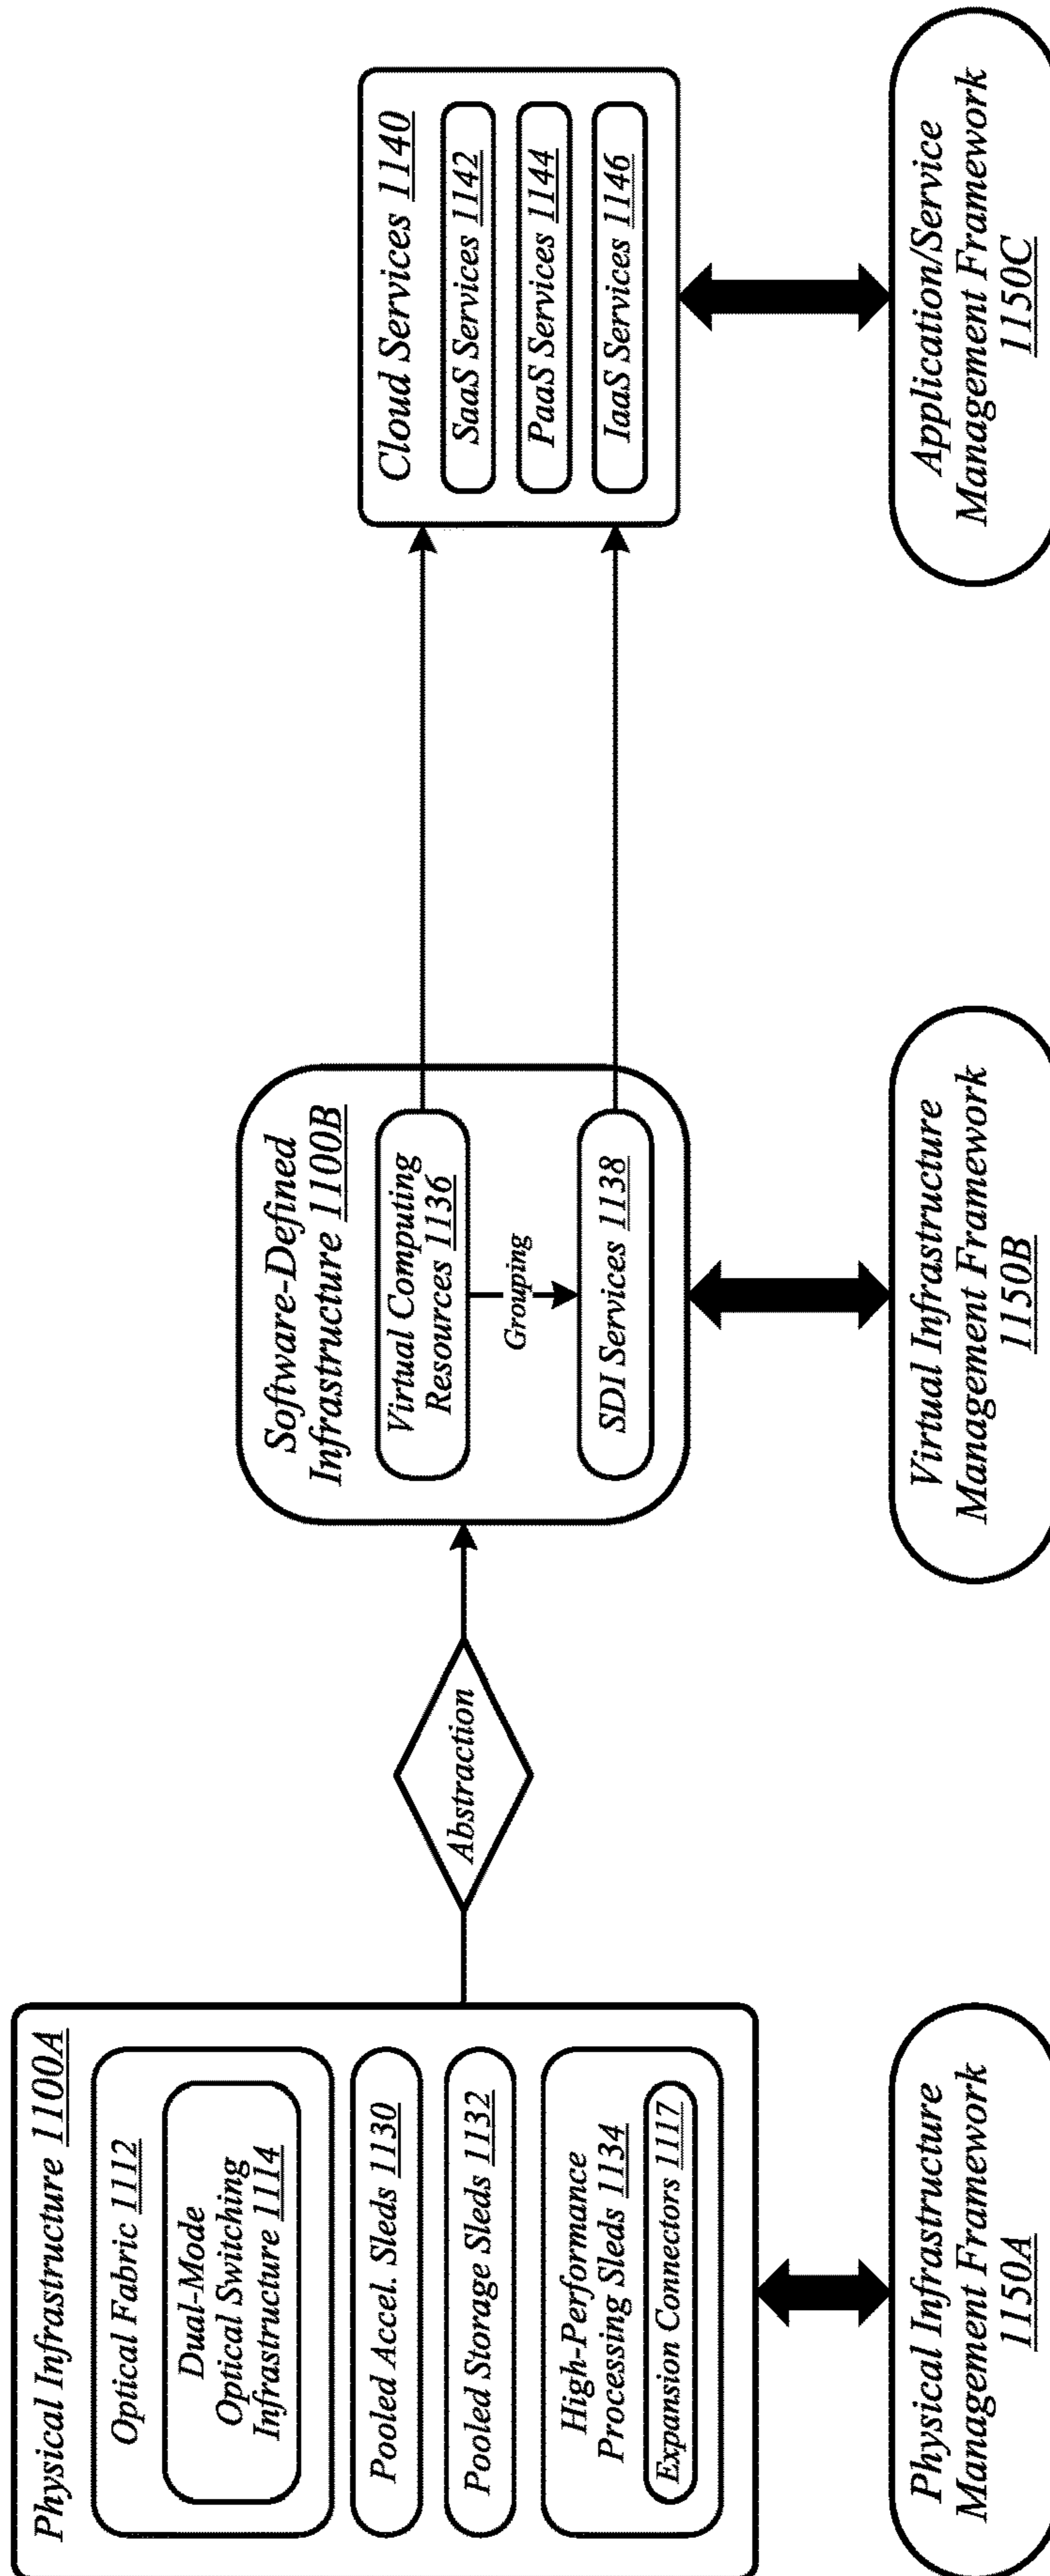 Physical Infrastructure 1100A
Optical Fabric 1112
Dual-Mode
Optical Switching
Infrastructure 1114
Pooled Accel. Sleds 1130
Pooled Storage Sleds 1132
High-Performance
Processing Sleds 1134
Expansion Connectors 1117
Physical Infrastructure
Management Framework
1150A
Abstraction
Software-Defined
Infrastructure 1100B
Virtual Computing
Resources 1136
Grouping
SDI Services 1138
Virtual Infrastructure
Management Framework
1150B
Cloud Services 1140
SaaS Services 1142
PaaS Services 1144
IaaS Services 1146
Application/Service
Management Framework
1150C